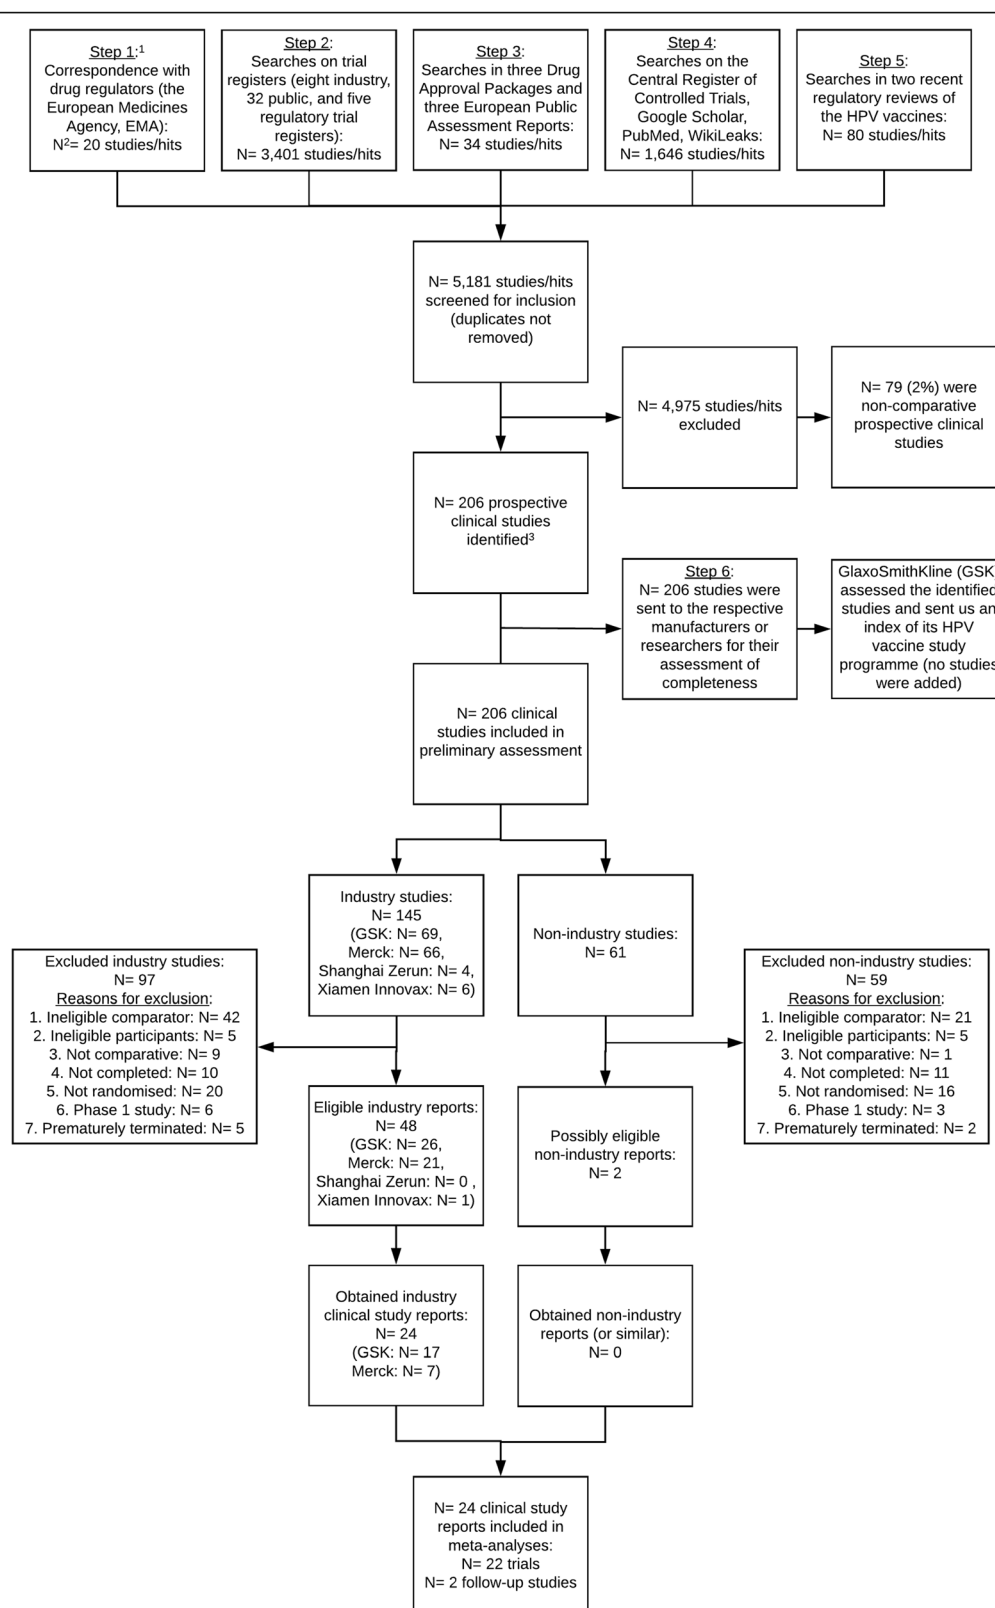 Step 1:1
Correspondence with
drug regulators (the
European Medicines
Agency, EMA):
N2= 20 studies/hits
Step 2:
Searches on trial
registers (eight industry,
32 public, and five
regulatory trial
registers):
N= 3,401 studies/hits
Step 3:
Searches in three Drug
Approval Packages and
three European Public
Assessment Reports:
N= 34 studies/hits
Step 4:
Searches on the
Central Register of
Controlled Trials,
Google Scholar,
PubMed, WikiLeaks:
N= 1,646 studies/hits
Step 5:
Searches in two recent
regulatory reviews of
the HPV vaccines:
N= 80 studies/hits
N= 5,181 studies/hits
screened for inclusion
(duplicates not
removed)
N= 4,975 studies/hits
excluded
N= 79 (2%) were
non-comparative
prospective clinical
studies
N= 206 prospective
clinical studies
identified3
Step 6:
N= 206 studies were
sent to the respective
manufacturers or
researchers for their
assessment of
completeness
GlaxoSmithKline (GSK)
assessed the identified
studies and sent us an
index of its HPV
vaccine study
programme (no studies
were added)
N= 206 clinical
studies included in
preliminary assessment
Industry studies:
N= 145
(GSK: N= 69,
Merck: N= 66,
Shanghai Zerun: N= 4,
Xiamen Innovax: N= 6)
Non-industry studies:
N= 61
Excluded industry studies:
N= 97
Reasons for exclusion:
1. Ineligible comparator: N= 42
2. Ineligible participants: N= 5
3. Not comparative: N= 9
4. Not completed: N= 10
5. Not randomised: N= 20
6. Phase 1 study: N= 6
7. Prematurely terminated: N= 5
Excluded non-industry studies:
N= 59
Reasons for exclusion:
1. Ineligible comparator: N= 21
2. Ineligible participants: N= 5
3. Not comparative: N= 1
4. Not completed: N= 11
5. Not randomised: N= 16
6. Phase 1 study: N= 3
7. Prematurely terminated: N= 2
Eligible industry reports:
N= 48
(GSK: N= 26,
Merck: N= 21,
Shanghai Zerun: N= 0 ,
Xiamen Innovax: N= 1)
Possibly eligible
non-industry reports:
N= 2
Obtained industry
clinical study reports:
N= 24
(GSK: N= 17
Merck: N= 7)
Obtained non-industry
reports (or similar):
N= 0
N= 24 clinical study
reports included in
meta-analyses:
N= 22 trials
N= 2 follow-up studies